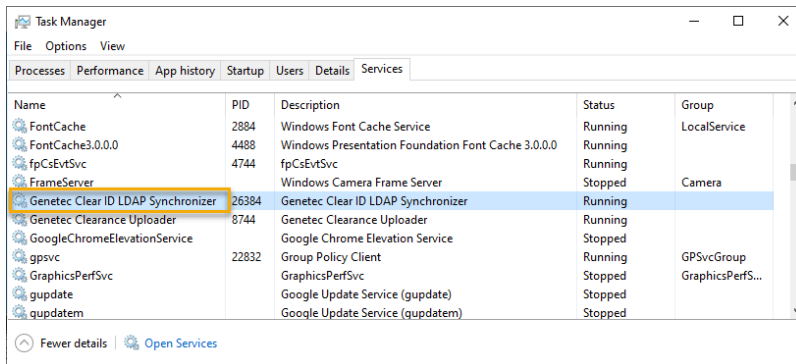 Task Manager
File Options View
Processes Performance App history Startup Users Details Services
Name PID Description Status Group
FontCache 2884 Windows Font Cache Service Running LocalService
FontCache3.0.0.0 4488 Windows Presentation Foundation Font Cache 3.0.0.0 Running
fpCsEvtSvc 4744 fpCsEvtSvc Running
FrameServer Windows Camera Frame Server Stopped Camera
Genetec Clear ID LDAP Synchronizer 26384 Genetec Clear ID LDAP Synchronizer Running
Genetec Clearance Uploader 8744 Genetec Clearance Uploader Running
GoogleChromeElevationService Google Chrome Elevation Service Stopped
gpsvc 22832 Group Policy Client Running GPSvcGroup
GraphicsPerfSvc GraphicsPerfSvc Stopped GraphicsPerfS...
gupdate Google Update Service (gupdate) Stopped
gupdatem Google Update Service (gupdatem) Stopped
Fewer details Open Services